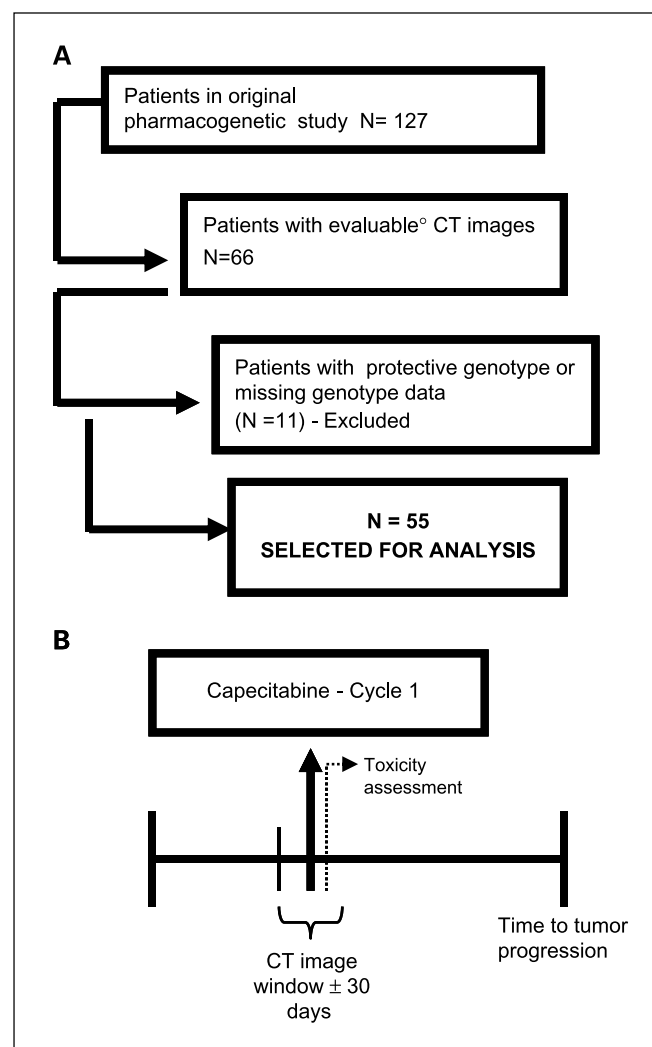 A
Patients in original
pharmacogenetic study N= 127
Patients with evaluable° CT images
N=66
Patients with protective genotype or
missing genotype data
(N =11) - Excluded
N = 55
SELECTED FOR ANALYSIS
B
Capecitabine - Cycle 1
Toxicity
assessment
Time to tumor
progression
CT image
window ± 30
days